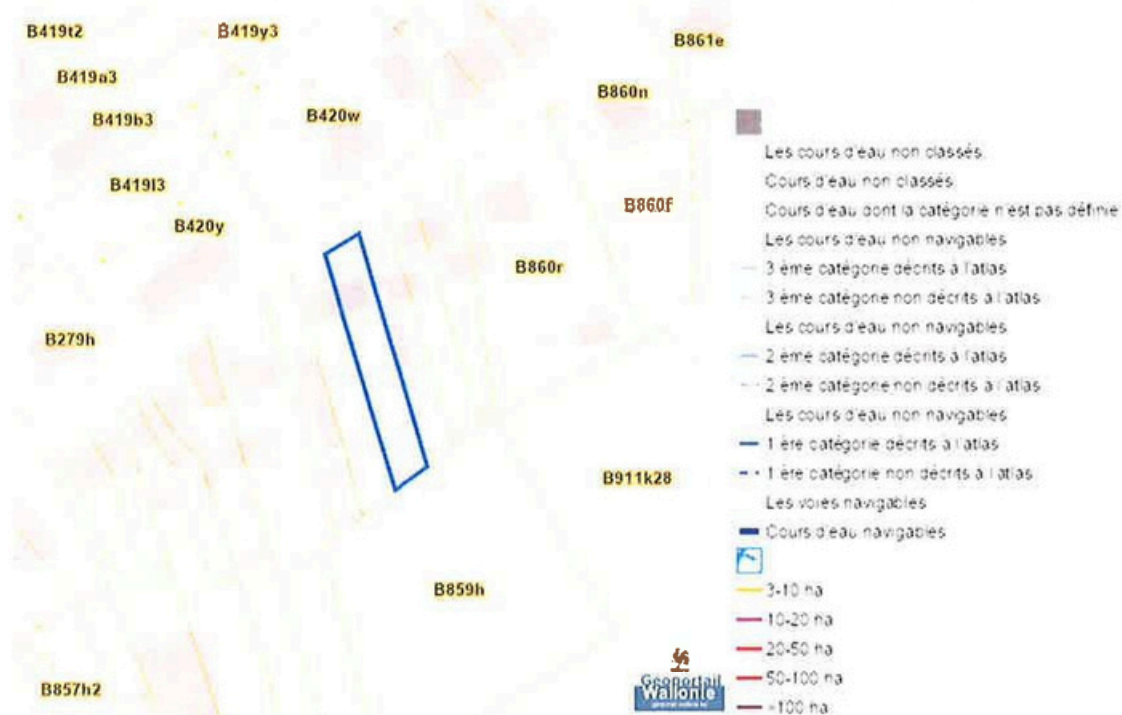 B419t2
B419y3
B861e
B419a3
B860n
B420w
B419b3
B419l3
B860f
B420y
B860r
B279h
B911k28
B859h
B857h2
Les cours d'eau non classés
Cours d'eau non classés
Cours d'eau dont la catégorie n'est pas définie
Les cours d'eau non navigables
3 ème catégorie décrits à l'atlas
3 ème catégorie non décrits à l'atlas
Les cours d'eau non navigables
2 ème catégorie décrits à l'atlas
2 ème catégorie non décrits à l'atlas
Les cours d'eau non navigables
1 ère catégorie décrits à l'atlas
1 ère catégorie non décrits à l'atlas
Les voies navigables
Cours d'eau navigables
3-10 ha
10-20 ha
20-50 ha
50-100 ha
>100 ha
Géoportail
Wallonie